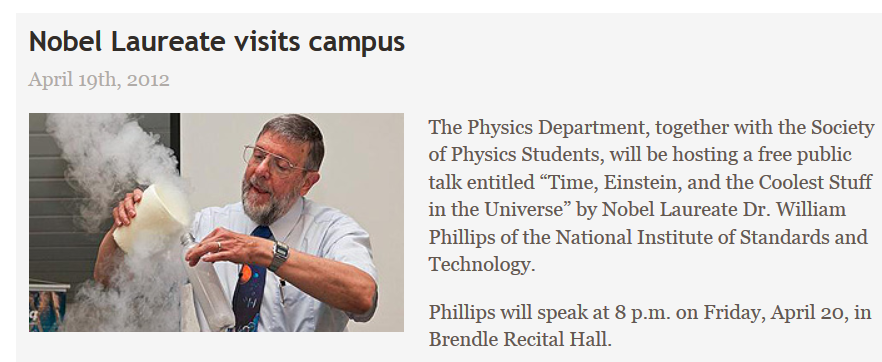 Nobel Laureate visits campus
April 19th, 2012
The Physics Department, together with the Society
of Physics Students, will be hosting a free public
talk entitled “Time, Einstein, and the Coolest Stuff
in the Universe” by Nobel Laureate Dr. William
Phillips of the National Institute of Standards and
Technology.
Phillips will speak at 8 p.m. on Friday, April 20, in
Brendle Recital Hall.